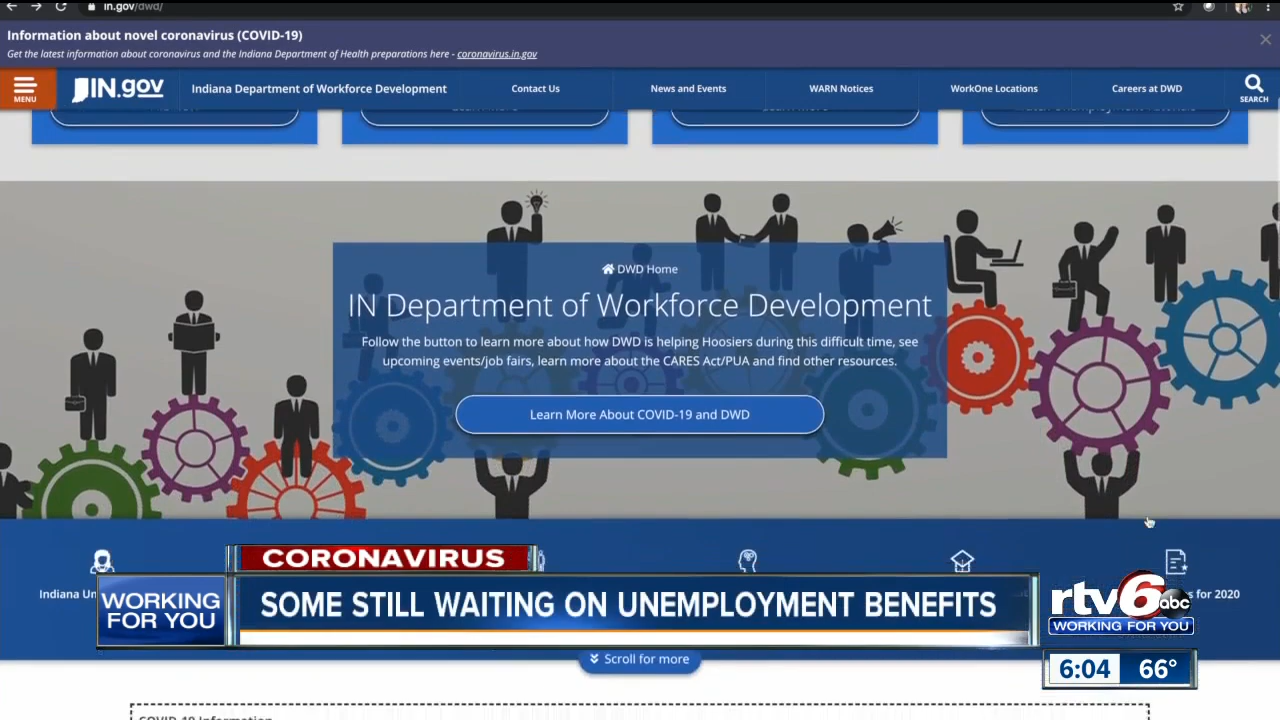 in.gov/dwd/
Information about novel coronavirus (COVID-19)
Get the latest information about coronavirus and the Indiana Department of Health preparations here - coronavirus.in.gov
MENU
IN.gov
Indiana Department of Workforce Development
Contact Us
News and Events
WARN Notices
WorkOne Locations
Careers at DWD
SEARCH
DWD Home
IN Department of Workforce Development
Follow the button to learn more about how DWD is helping Hoosiers during this difficult time, see
upcoming events/job fairs, learn more about the CARES Act/PUA and find other resources.
Learn More About COVID-19 and DWD
CORONAVIRUS
Indiana Un
s for 2020
WORKING
FOR YOU
SOME STILL WAITING ON UNEMPLOYMENT BENEFITS
rtv6 abc
WORKING FOR YOU
Scroll for more
6:04 66°
COVID-19 Information